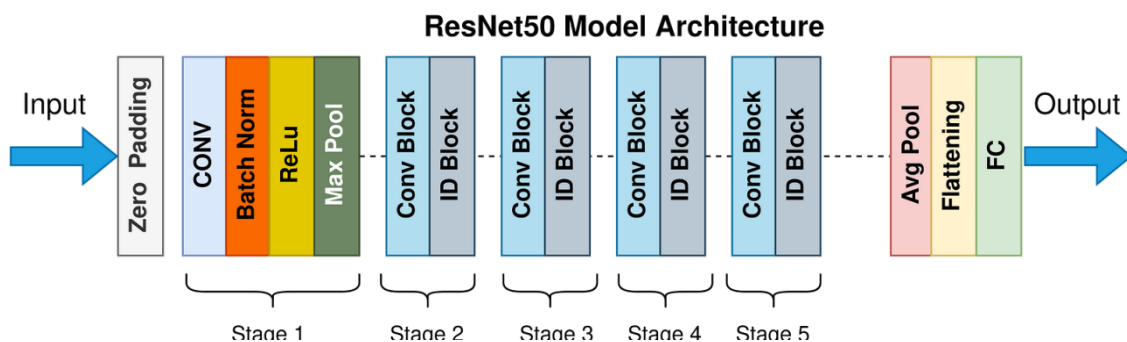 ResNet50 Model Architecture
Input
Zero Padding
CONV
Batch Norm
ReLu
Max Pool
Conv Block
ID Block
Conv Block
ID Block
Conv Block
ID Block
Conv Block
ID Block
Avg Pool
Flattening
FC
Output
Stage 1
Stage 2
Stage 3
Stage 4
Stage 5